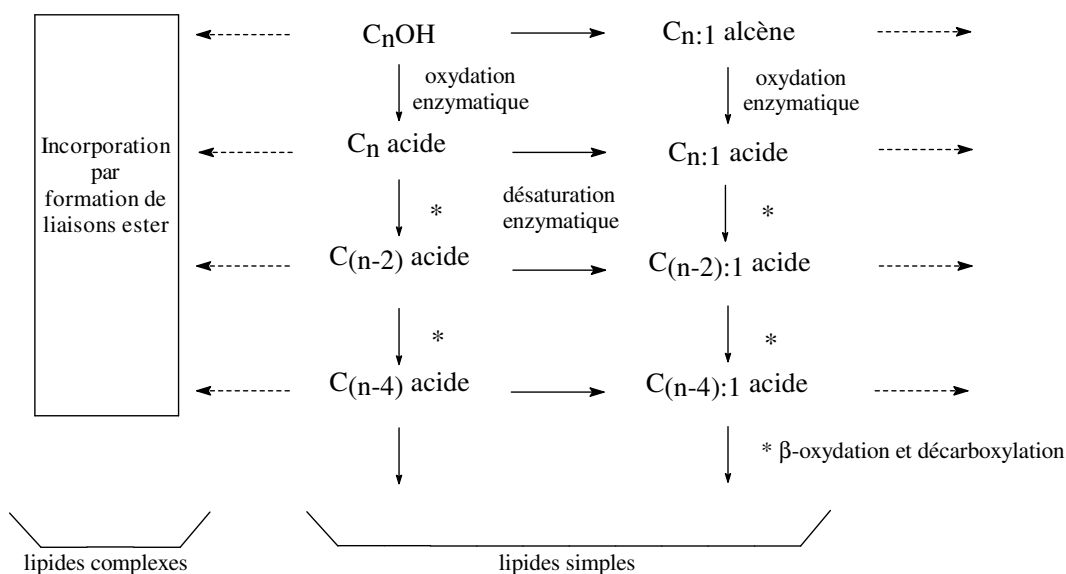 CnOH
Cn:1 alcène
oxydation
enzymatique
oxydation
enzymatique
Incorporation
par
formation de
liaisons ester
Cn acide
Cn:1 acide
*
désaturation
enzymatique
*
C(n-2) acide
C(n-2):1 acide
*
*
C(n-4) acide
C(n-4):1 acide
* β-oxydation et décarboxylation
lipides complexes
lipides simples